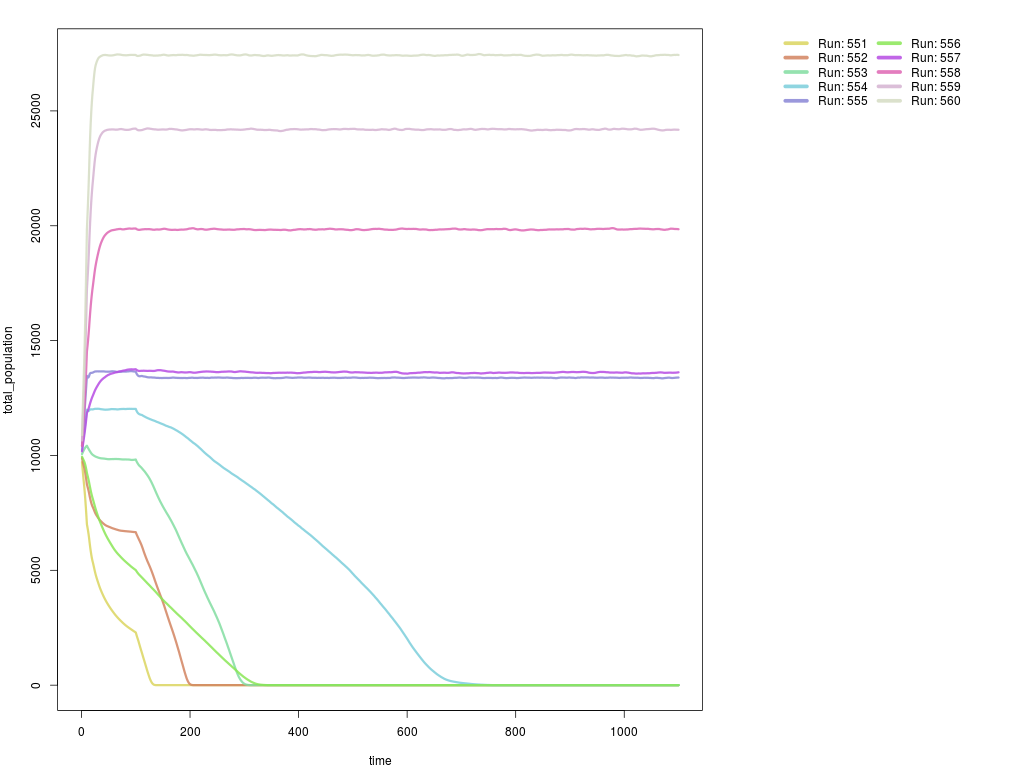 total_population
25000
20000
15000
10000
5000
0
0 200 400 600 800 1000
time
Run: 551 Run: 556
Run: 552 Run: 557
Run: 553 Run: 558
Run: 554 Run: 559
Run: 555 Run: 560